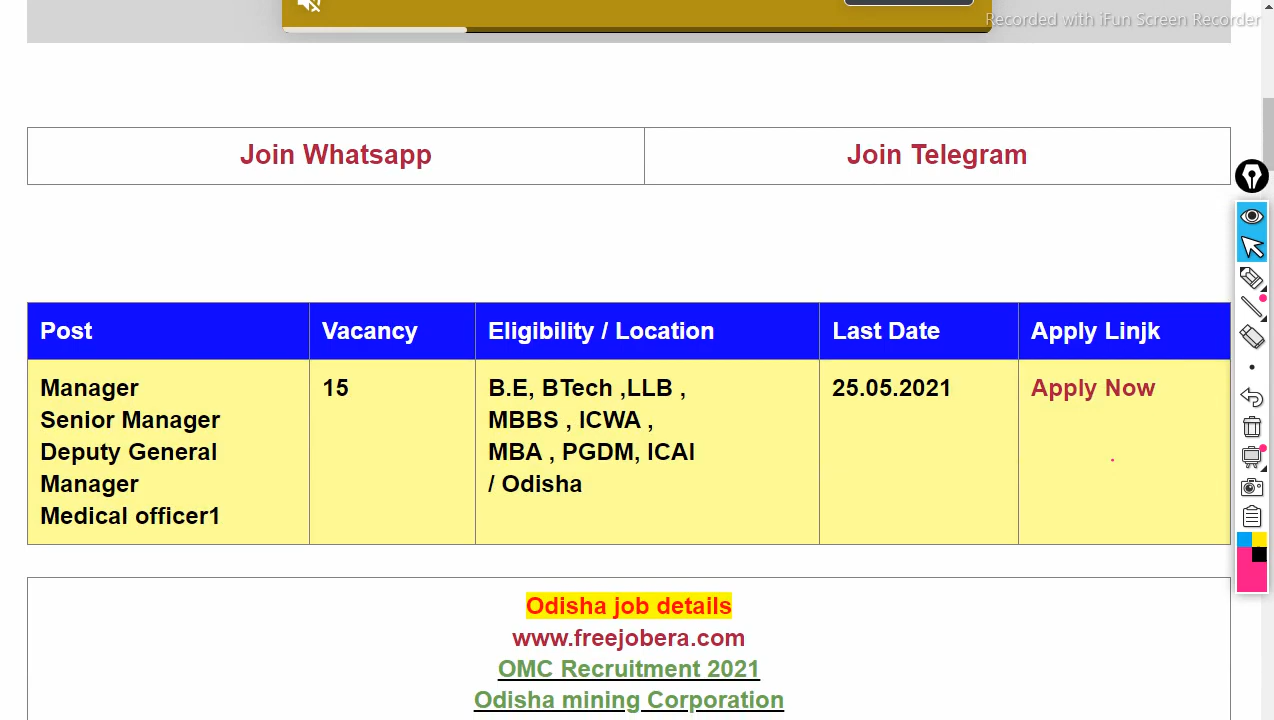 Recorded with iFun Screen Recorder
Join Whatsapp
Join Telegram
Post
Vacancy
Eligibility / Location
Last Date
Apply Linjk
Manager
Senior Manager
Deputy General
Manager
Medical officer1
15
B.E, BTech ,LLB ,
MBBS , ICWA ,
MBA , PGDM, ICAI
/ Odisha
25.05.2021
Apply Now
Odisha job details
www.freejobera.com
OMC Recruitment 2021
Odisha mining Corporation